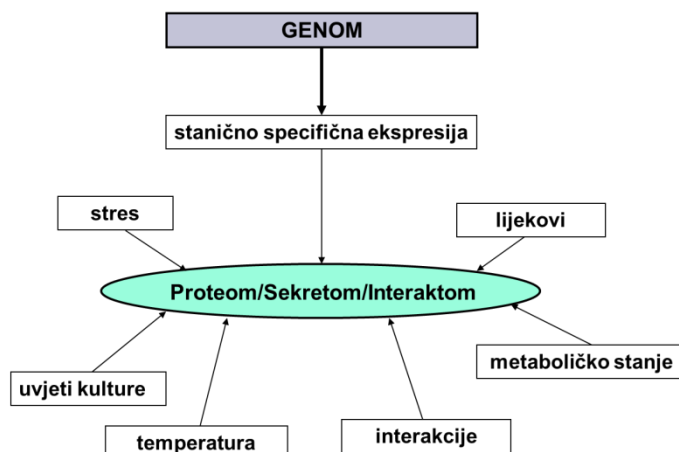 GENOM
stanično specifična ekspresija
stres
lijekovi
Proteom/Sekretom/Interaktom
metaboličko stanje
uvjeti kulture
interakcije
temperatura